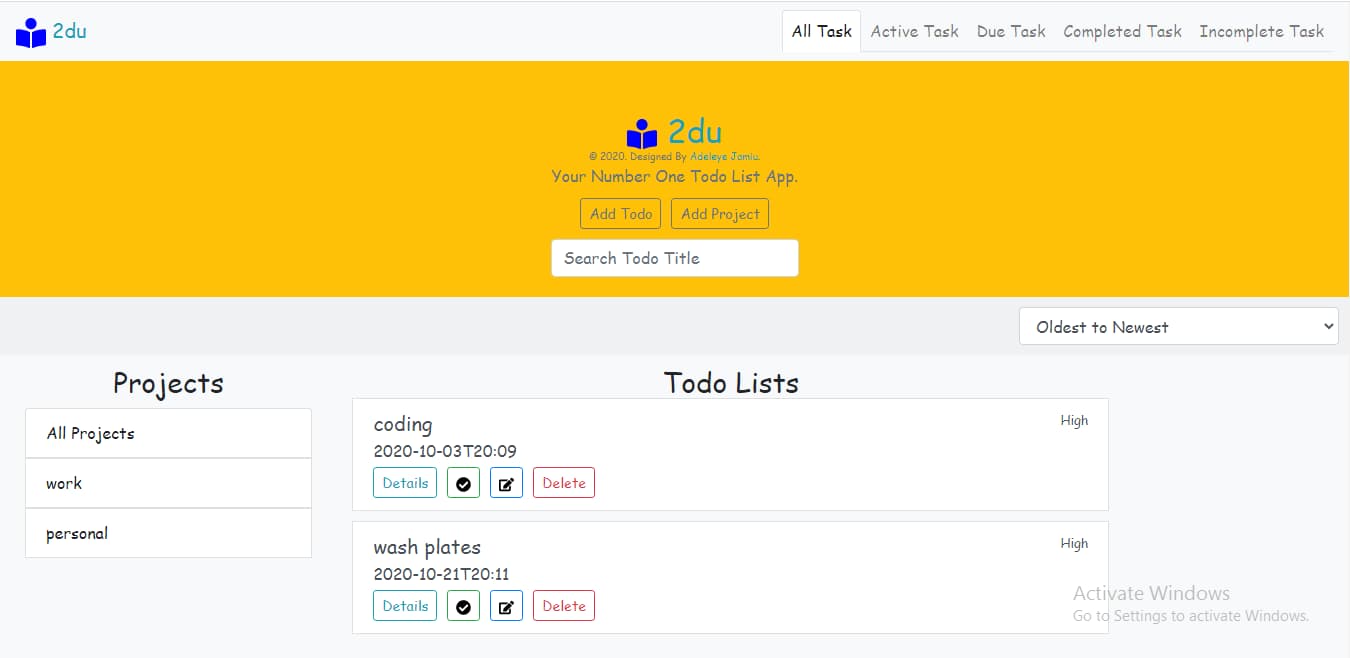 2du
All Task Active Task Due Task Completed Task Incomplete Task
2du
© 2020. Designed By Adeleye Jamiu.
Your Number One Todo List App.
Add Todo Add Project
Search Todo Title
Oldest to Newest
Projects
All Projects
work
personal
Todo Lists
coding High
2020-10-03T20:09
Details Delete
wash plates High
2020-10-21T20:11
Details Delete
Activate Windows
Go to Settings to activate Windows.